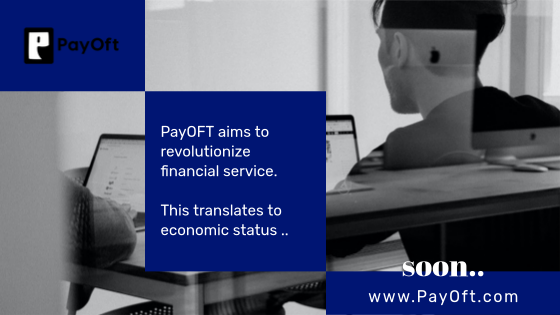 PayOft
PayOFT aims to
revolutionize
financial service.
This translates to
economic status ..
soon..
www.PayOft.com